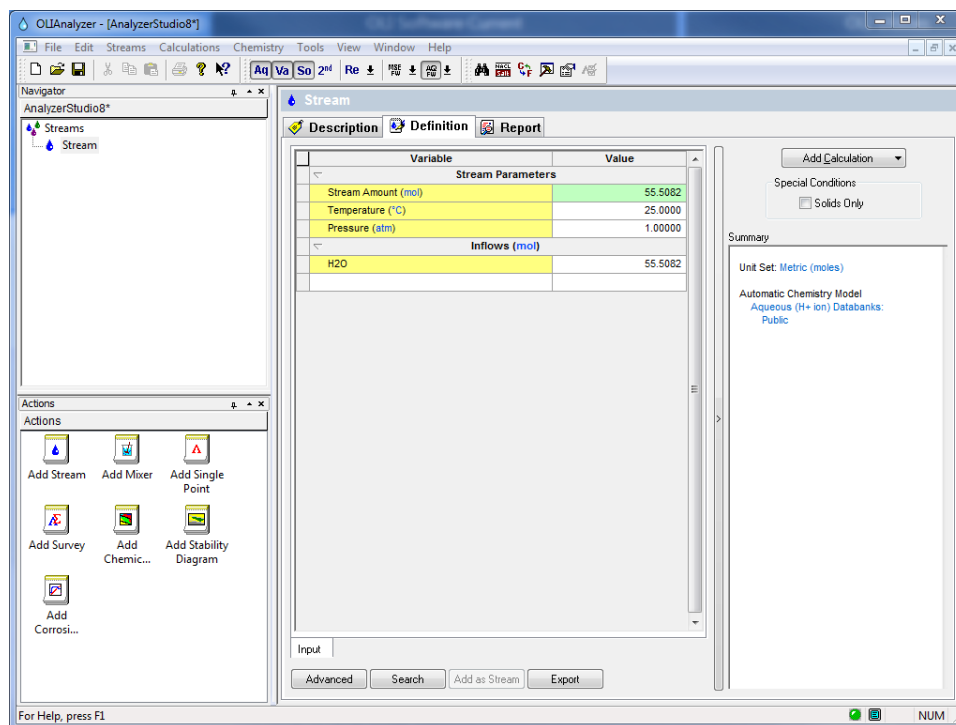 OLIAnalyzer - [AnalyzerStudio8*]
File Edit Streams Calculations Chemistry Tools View Window Help
Aq Va So 2nd Re MSE FW AQ FW
Navigator
AnalyzerStudio8*
Streams
Stream
Actions
Actions
Add Stream
Add Mixer
Add Single
Point
Add Survey
Add
Chemic...
Add Stability
Diagram
Add
Corrosi...
Stream
Description Definition Report
Variable Value
Stream Parameters
Stream Amount (mol) 55.5082
Temperature (°C) 25.0000
Pressure (atm) 1.00000
Inflows (mol)
H2O 55.5082
Input
Advanced Search Add as Stream Export
Add Calculation
Special Conditions
Solids Only
Summary
Unit Set: Metric (moles)
Automatic Chemistry Model
Aqueous (H+ ion) Databanks:
Public
For Help, press F1 NUM